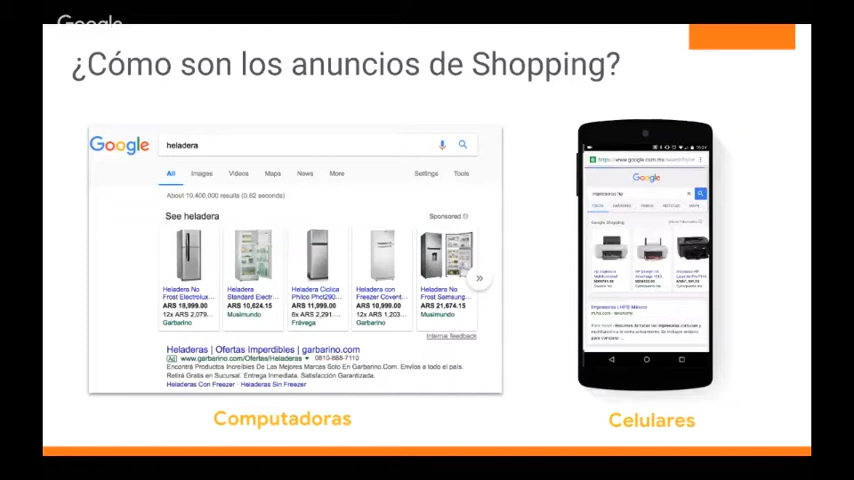 Google
¿Cómo son los anuncios de Shopping?
Google
heladera
All Images Videos Maps News More Settings Tools
About 10,400,000 results (0.62 seconds)
See heladera
Sponsored
Heladera No
Frost Electrolux...
ARS 18,999.00
12x ARS 2,079...
Garbarino
Heladera
Standard Electr...
ARS 10,624.15
Musimundo
Heladera Ciclica
Philco Phct290...
ARS 11,999.00
6x ARS 2,291...
Frávega
Heladera con
Freezer Covent...
ARS 10,999.00
12x ARS 1,203...
Garbarino
Heladera No
Frost Samsung...
ARS 21,674.15
Musimundo
Internal feedback
Heladeras | Ofertas Imperdibles | garbarino.com
Ad www.garbarino.com/Ofertas/Heladeras 0810-888-7110
Encontrá Productos Increíbles De Las Mejores Marcas Solo En Garbarino.Com. Envíos a todo el país.
Retirá Gratis en Sucursal. Entrega Inmediata. Satisfacción Garantizada.
Heladeras Con Freezer · Heladeras Sin Freezer
Google
impresoras hp
Google Shopping
Computadoras
Celulares